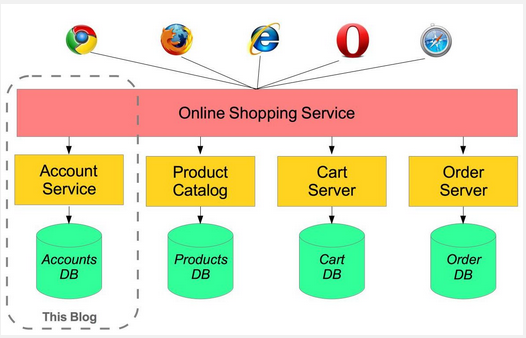 Online Shopping Service
Account
Service
Product
Catalog
Cart
Server
Order
Server
Accounts
DB
Products
DB
Cart
DB
Order
DB
This Blog